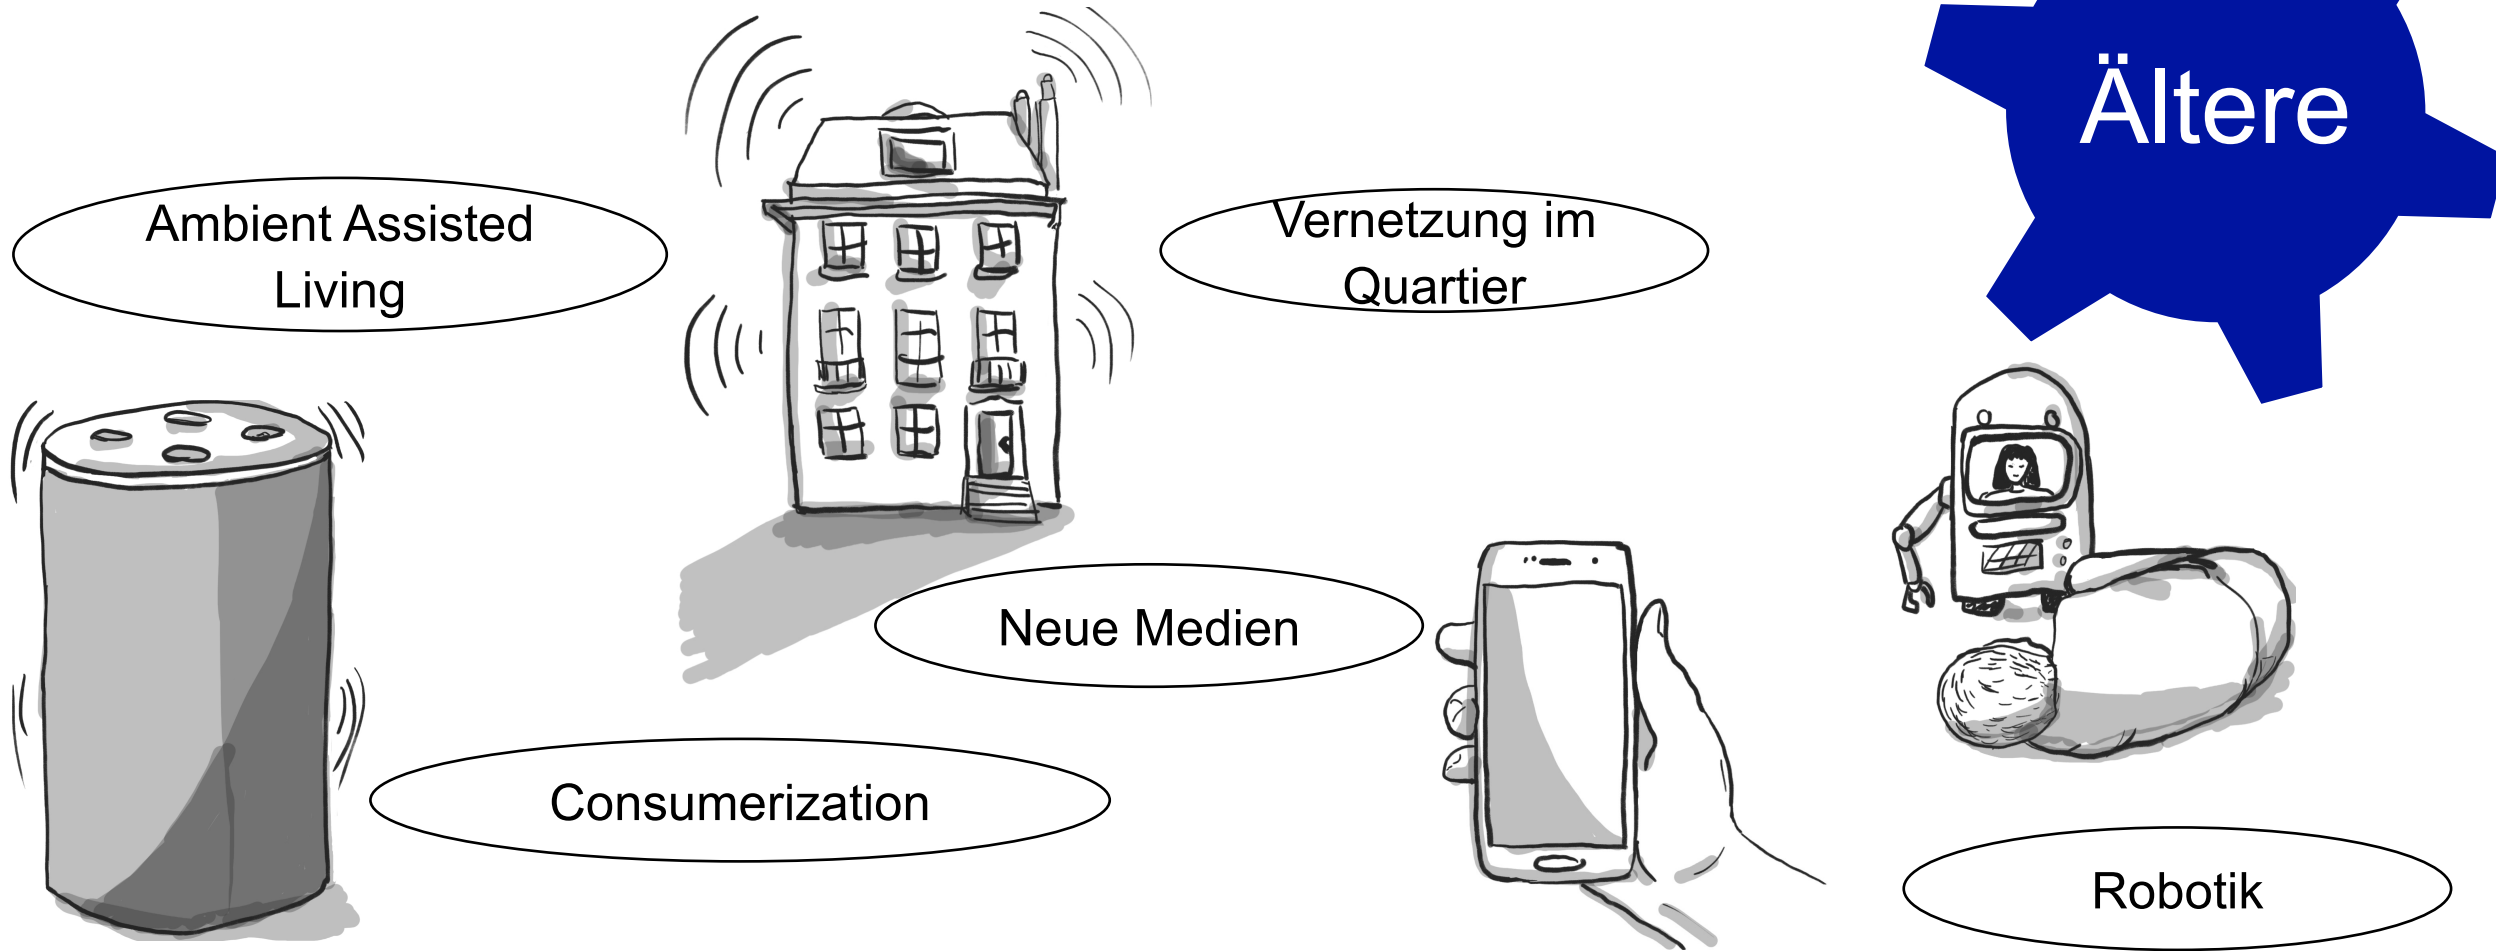 Ältere
Ambient Assisted
Living
Vernetzung im
Quartier
Neue Medien
Consumerization
Robotik